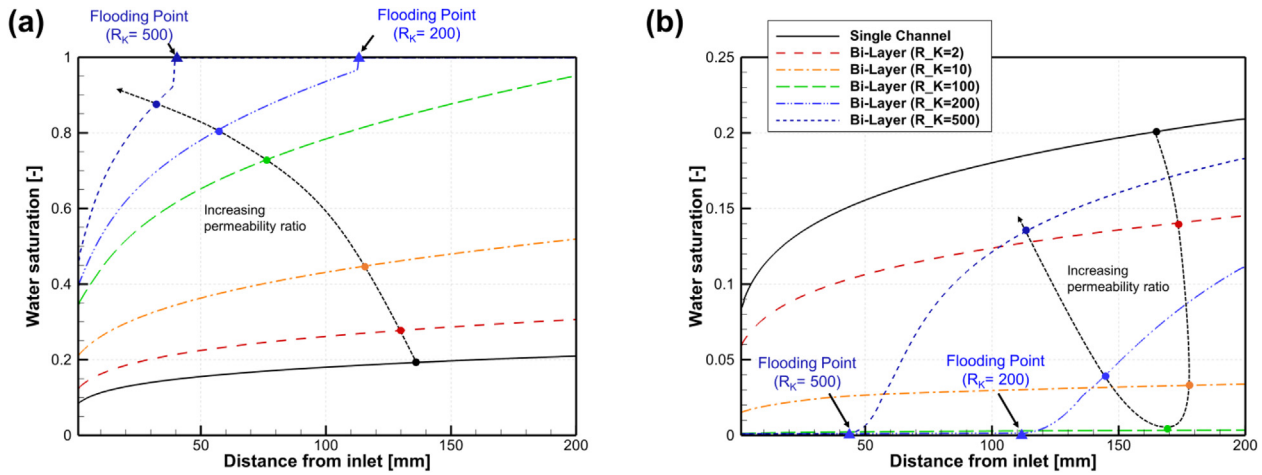 (a)
Flooding Point
(R_K= 500)
Flooding Point
(R_K= 200)
Water saturation [-]
1
0.8
0.6
0.4
0.2
0
Increasing
permeability ratio
50
100
150
200
Distance from inlet [mm]
(b)
Single Channel
Bi-Layer (R_K=2)
Bi-Layer (R_K=10)
Bi-Layer (R_K=100)
Bi-Layer (R_K=200)
Bi-Layer (R_K=500)
Water saturation [-]
0.25
0.2
0.15
0.1
0.05
0
Increasing
permeability ratio
Flooding Point
(R_K= 500)
Flooding Point
(R_K= 200)
50
100
150
200
Distance from inlet [mm]